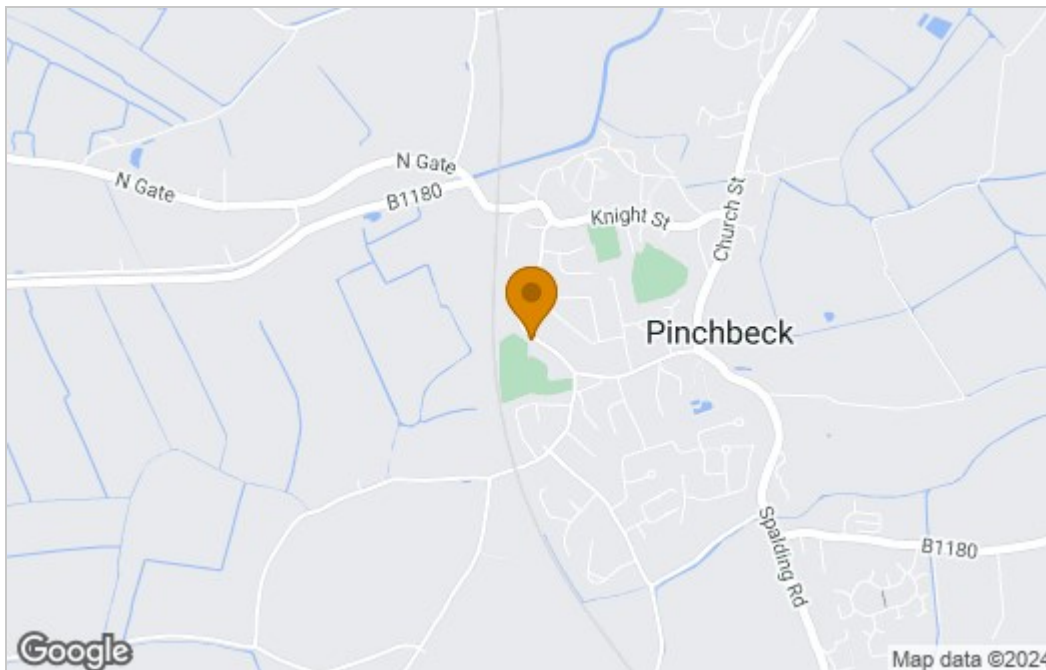 N Gate
N Gate
B1180
Knight St
Church St
Pinchbeck
Spalding Rd
B1180
Google
Map data ©2024